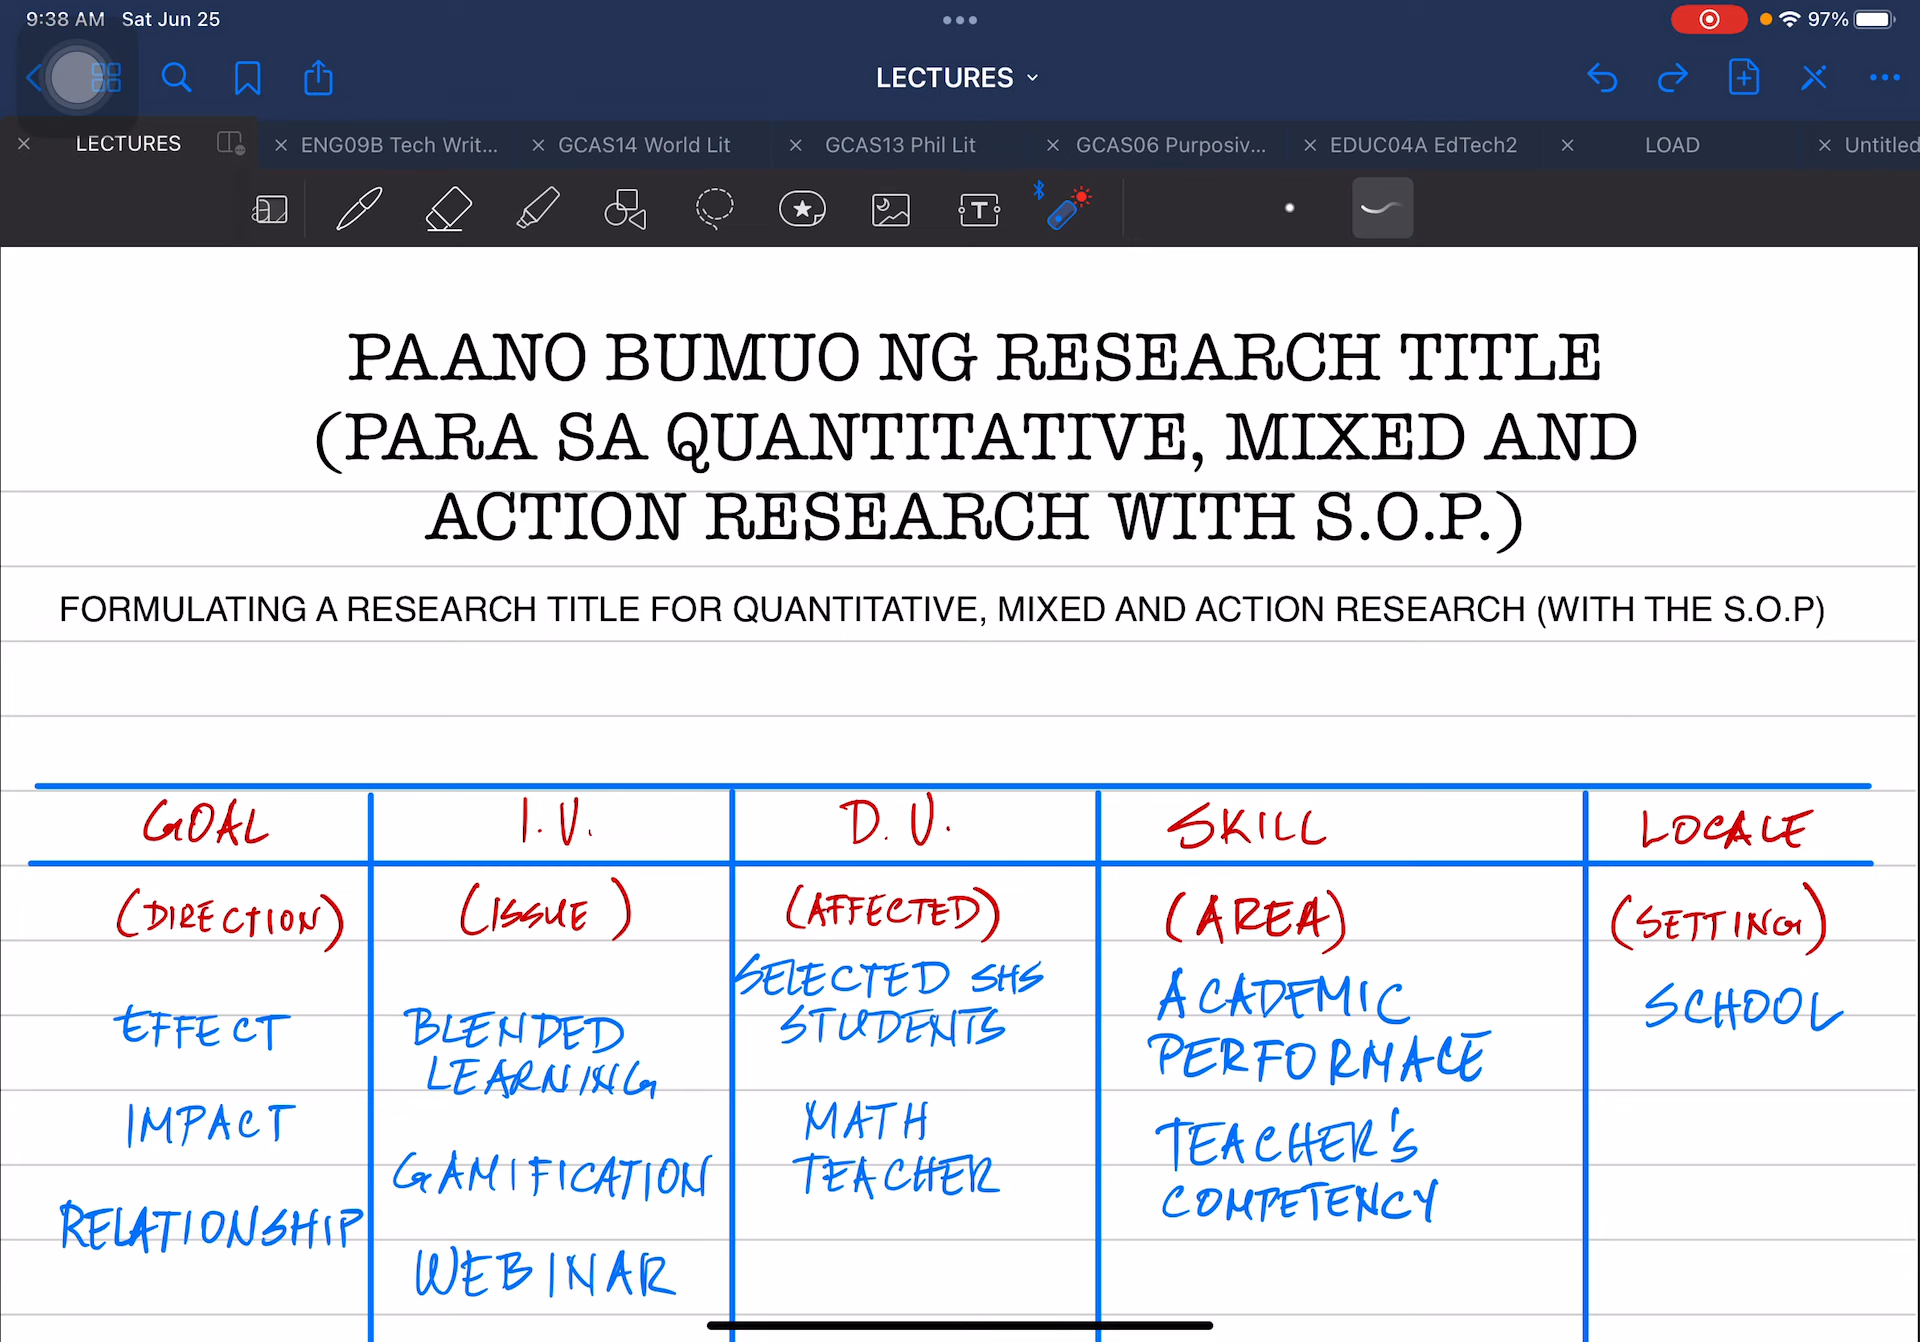 9:38 AM Sat Jun 25
97%
LECTURES
LECTURES
ENG09B Tech Writ...
GCAS14 World Lit
GCAS13 Phil Lit
GCAS06 Purposiv...
EDUC04A EdTech2
LOAD
Untitled
PAANO BUMUO NG RESEARCH TITLE
(PARA SA QUANTITATIVE, MIXED AND
ACTION RESEARCH WITH S.O.P.)
FORMULATING A RESEARCH TITLE FOR QUANTITATIVE, MIXED AND ACTION RESEARCH (WITH THE S.O.P)
GOAL
I.V.
D.V.
SKILL
LOCALE
(DIRECTION)
(ISSUE)
(AFFECTED)
(AREA)
(SETTING)
EFFECT
IMPACT
RELATIONSHIP
BLENDED
LEARNING
GAMIFICATION
WEBINAR
SELECTED SHS
STUDENTS
MATH
TEACHER
ACADEMIC
PERFORMACE
TEACHER'S
COMPETENCY
SCHOOL